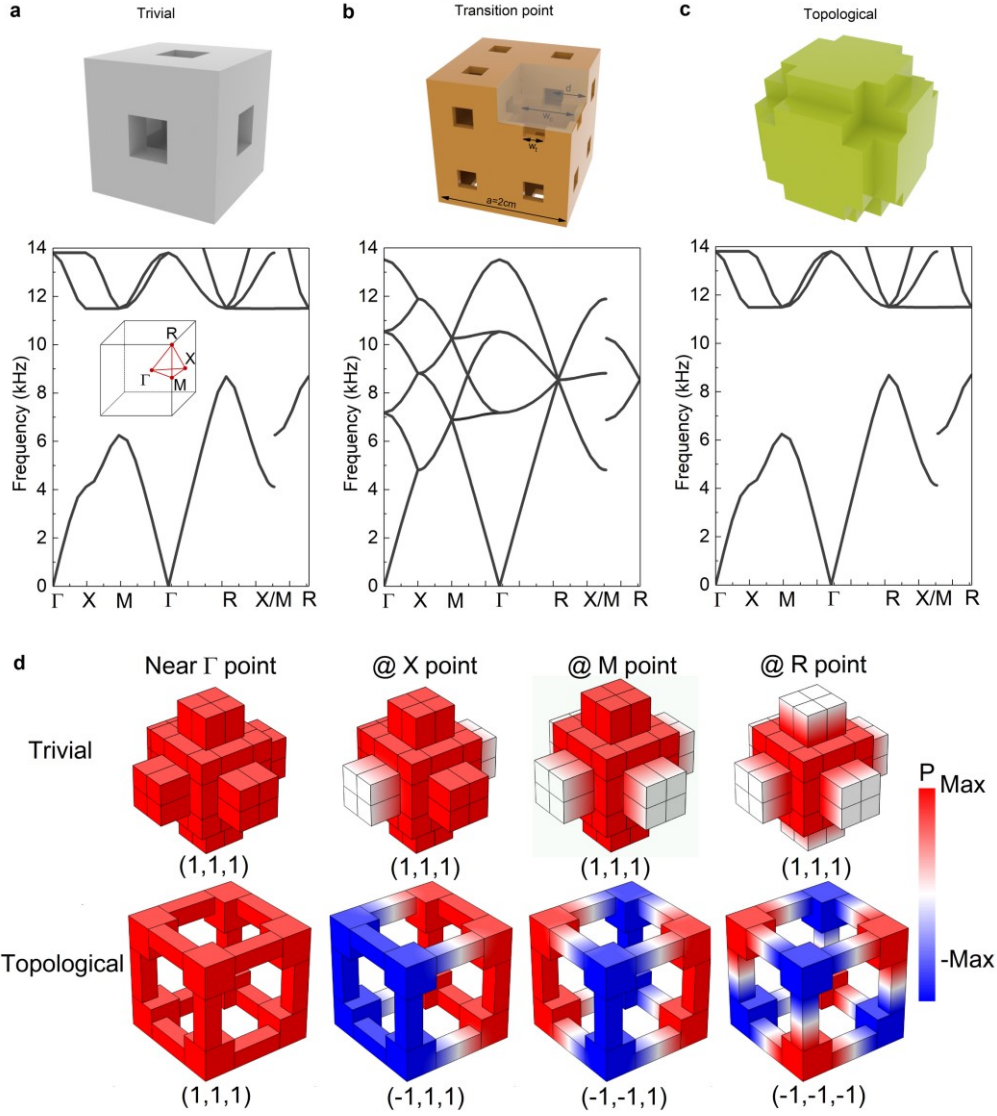 a
Trivial
b
Transition point
c
Topological
d
w_c
w_t
a=2cm
Frequency (kHz)
14
12
10
8
6
4
2
0
R
X
Γ
M
Γ X M Γ R X/M R
Frequency (kHz)
14
12
10
8
6
4
2
0
Γ X M Γ R X/M R
Frequency (kHz)
14
12
10
8
6
4
2
0
Γ X M Γ R X/M R
d
Near Γ point @ X point @ M point @ R point
Trivial
(1,1,1) (1,1,1) (1,1,1) (1,1,1)
Topological
(1,1,1) (-1,1,1) (-1,-1,1) (-1,-1,-1)
P
Max
-Max